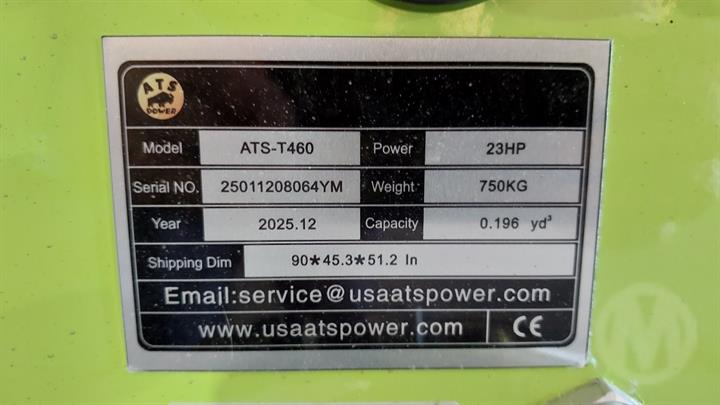 ATS
POWER
Model ATS-T460 Power 23HP
Serial NO. 25011208064YM Weight 750KG
Year 2025.12 Capacity 0.196 yd³
Shipping Dim 90*45.3*51.2 In
Email:service@usaatspower.com
www.usaatspower.com CE
M